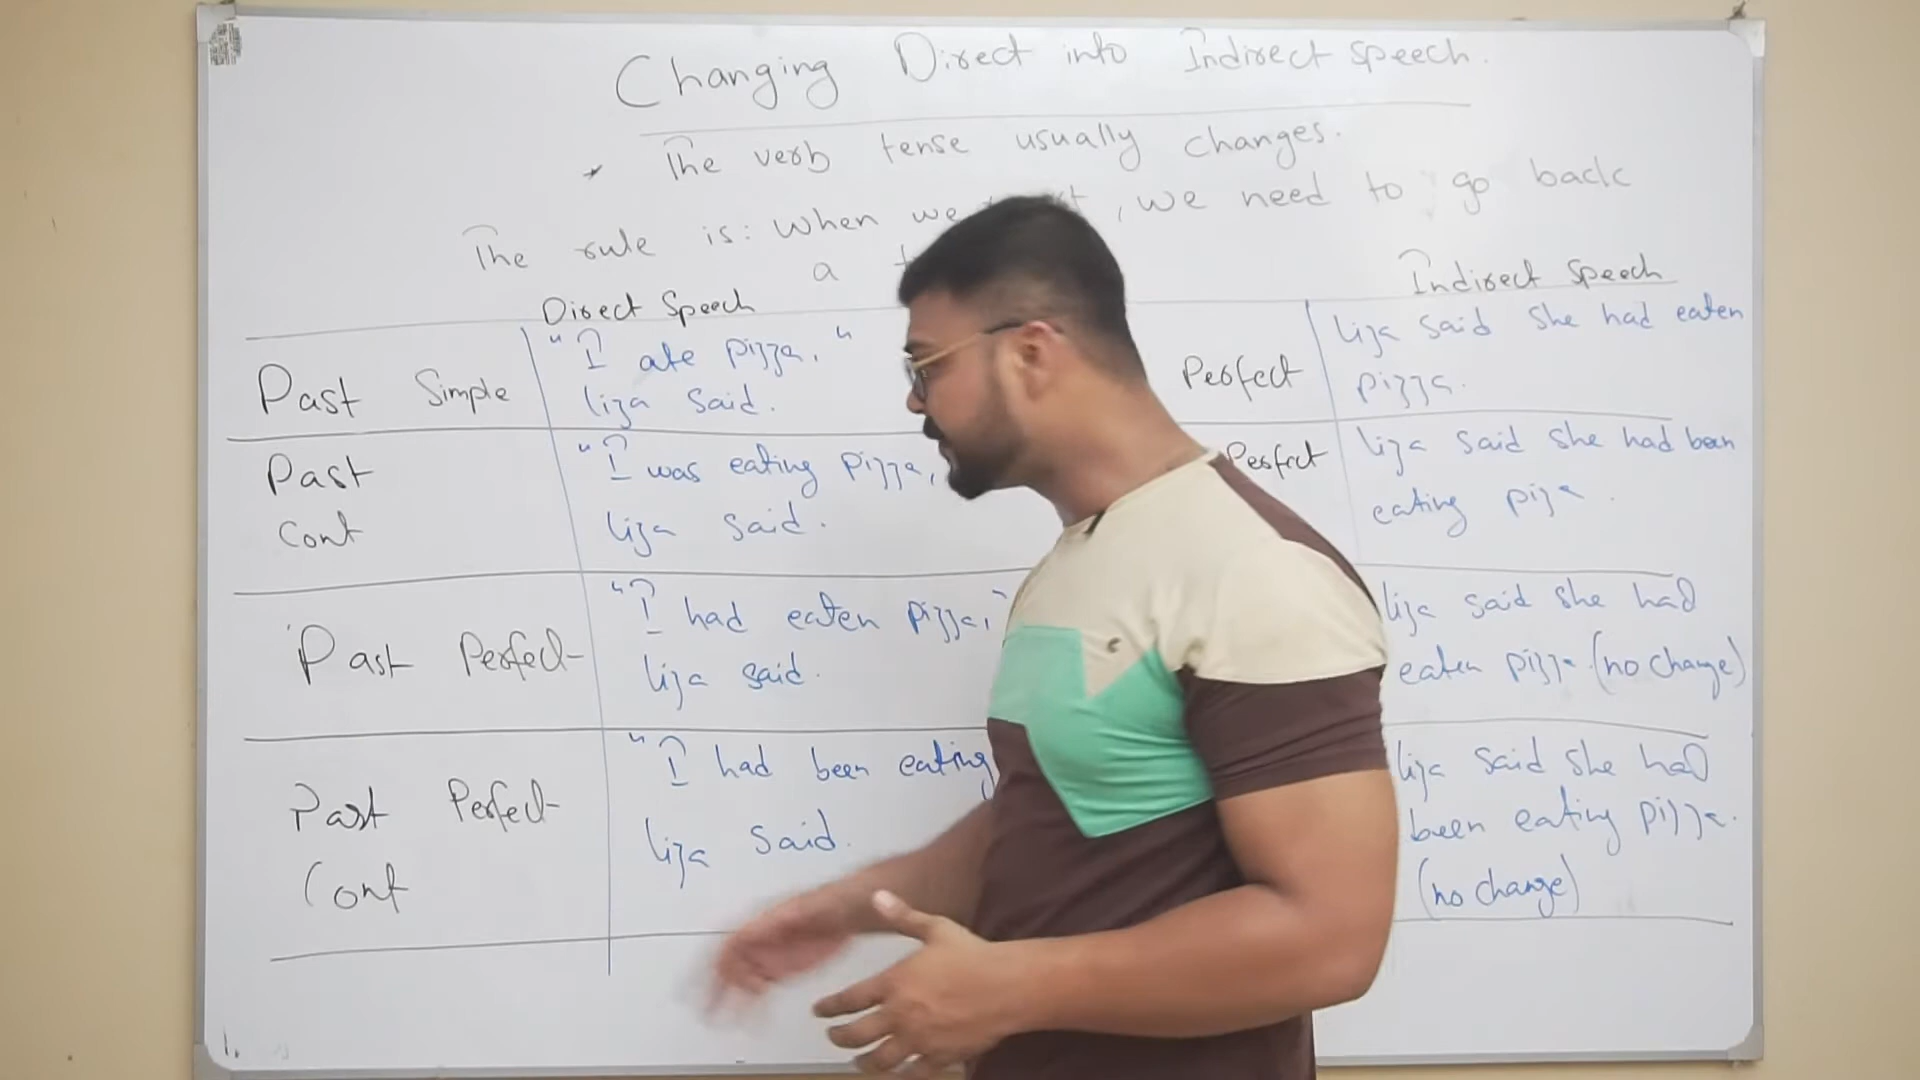 Changing Direct into Indirect Speech.
* The verb tense usually changes.
The rule is: When we , we need to go back
a
Direct Speech
Indirect Speech
Past Simple
"I ate pizza."
liza said.
Perfect
liza said she had eaten
pizza.
Past
Cont
"I was eating pizza,
liza said.
Perfect
liza said she had been
eating piza.
Past Perfect
"I had eaten pizza,"
liza said.
liza said she had
eaten pizza. (no change)
Past Perfect
Cont
"I had been eating
liza said.
liza said she had
been eating pizza.
(no change)
1.